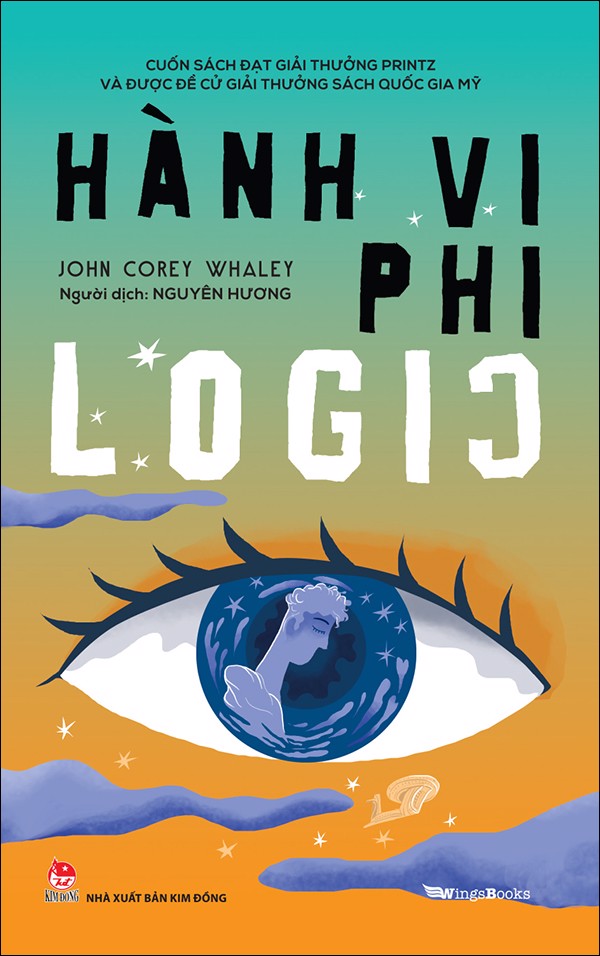 CUỐN SÁCH ĐẠT GIẢI THƯỞNG PRINTZ
VÀ ĐƯỢC ĐỀ CỬ GIẢI THƯỞNG SÁCH QUỐC GIA MỸ
HÀNH VI
PHI
JOHN COREY WHALEY
Người dịch: NGUYÊN HƯƠNG
LOGIC
KIM ĐỒNG
NHÀ XUẤT BẢN KIM ĐỒNG
WingsBooks